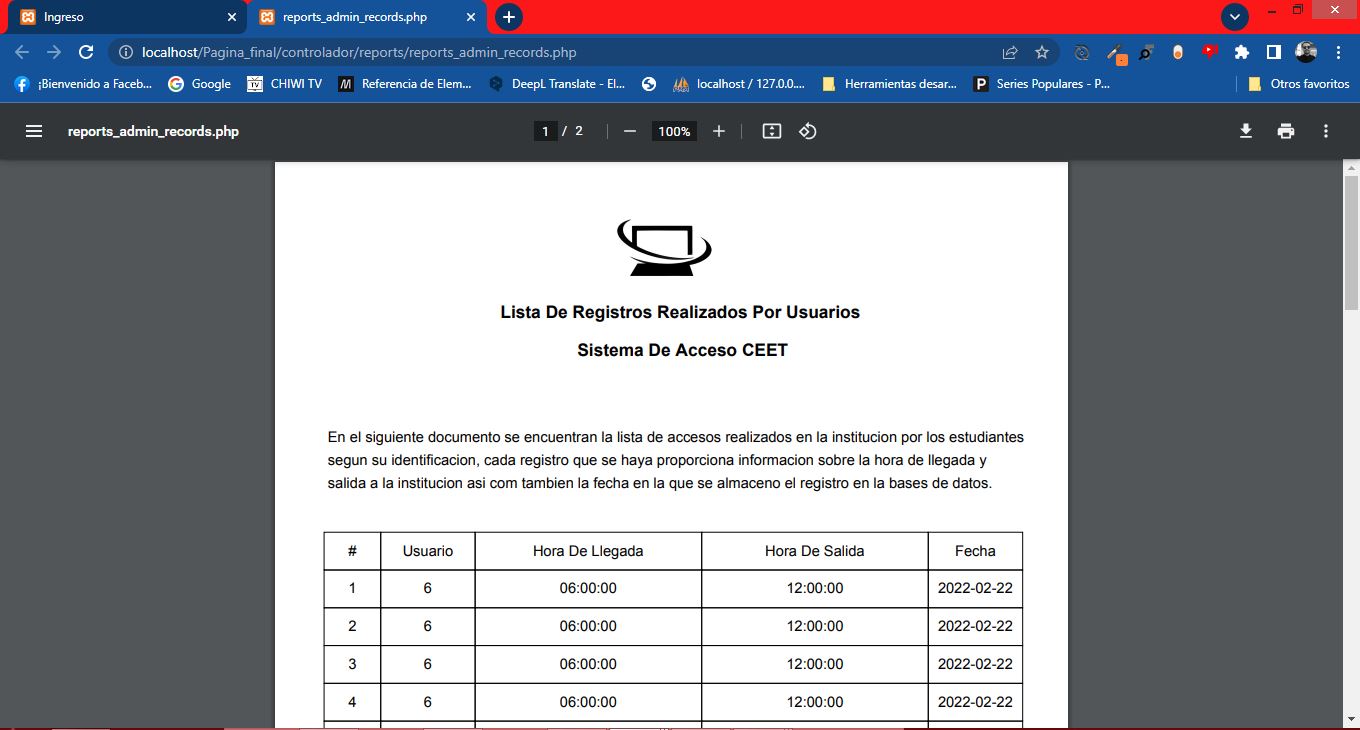 Ingreso
reports_admin_records.php
localhost/Pagina_final/controlador/reports/reports_admin_records.php
¡Bienvenido a Faceb...
Google
TV
CHIWI TV
M
Referencia de Elem...
DeepL Translate - El...
localhost / 127.0.0....
Herramientas desar...
P
Series Populares - P...
Otros favoritos
reports_admin_records.php
1 / 2
100%
Lista De Registros Realizados Por Usuarios
Sistema De Acceso CEET
En el siguiente documento se encuentran la lista de accesos realizados en la institucion por los estudiantes
segun su identificacion, cada registro que se haya proporciona informacion sobre la hora de llegada y
salida a la institucion asi com tambien la fecha en la que se almaceno el registro en la bases de datos.
# Usuario Hora De Llegada Hora De Salida Fecha
1 6 06:00:00 12:00:00 2022-02-22
2 6 06:00:00 12:00:00 2022-02-22
3 6 06:00:00 12:00:00 2022-02-22
4 6 06:00:00 12:00:00 2022-02-22